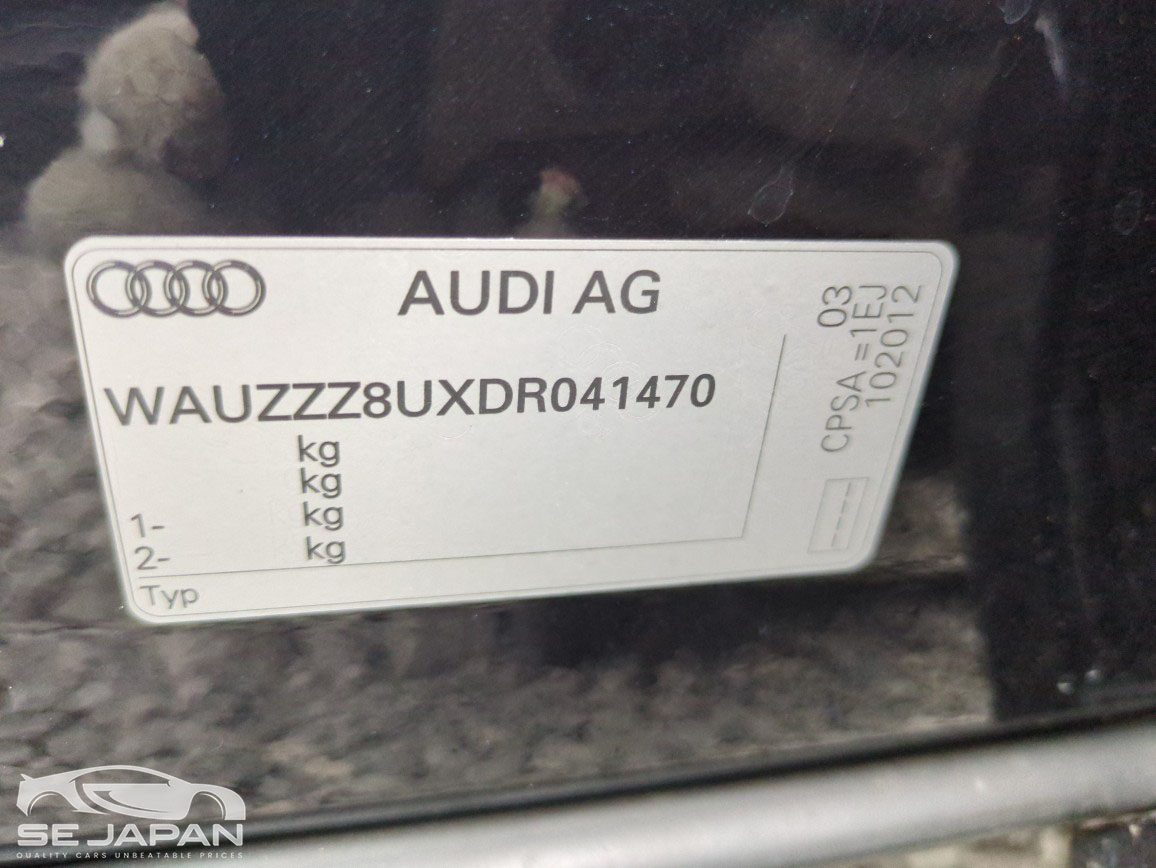 AUDI AG
WAUZZZ8UXDR041470
kg
kg
1- kg
2- kg
Typ
03
CPSA =1EJ
102012
----
SE JAPAN
QUALITY CARS UNBEATABLE PRICES